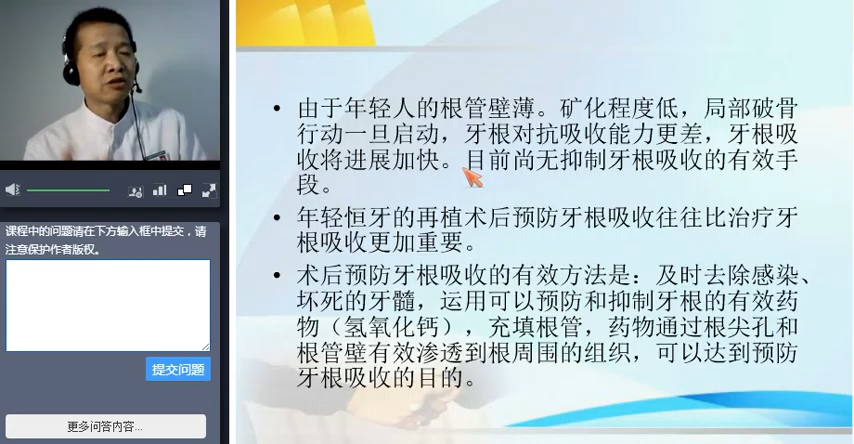 课程中的问题请在下方输入框中提交，请
注意保护作者版权。
提交问题
更多问答内容...
• 由于年轻人的根管壁薄。矿化程度低，局部破骨
行动一旦启动，牙根对抗吸收能力更差，牙根吸
收将进展加快。目前尚无抑制牙根吸收的有效手
段。
• 年轻恒牙的再植术后预防牙根吸收往往比治疗牙
根吸收更加重要。
• 术后预防牙根吸收的有效方法是：及时去除感染、
坏死的牙髓，运用可以预防和抑制牙根的有效药
物（氢氧化钙），充填根管，药物通过根尖孔和
根管壁有效渗透到根周围的组织，可以达到预防
牙根吸收的目的。